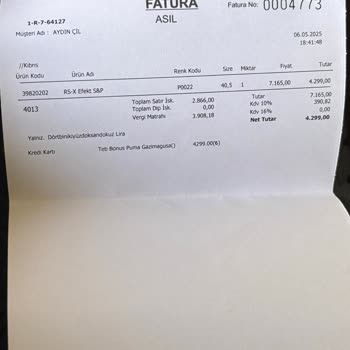 FATURA
Fatura No: 0004773
1-R-7-64127
ASIL
Müşteri Adı : AYDIN ÇİL
06.05.2025
18:41:48
//Kıbrıs
Ürün Kodu Ürün Adı Renk Kodu Size Miktar Fiyat Tutar
39820202 RS-X Efekt S&P P0022 40,5 1 7.165,00 4.299,00
4013 Toplam Satır İsk. 2.866,00 Tutar 7165,00
Toplam Dip İsk. 0,00 Kdv 10% 390,82
Vergi Matrahı 3.908,18 Kdv 16% 0,00
Net Tutar 4.299,00
Yalnız Dörtbinikiyüzdoksandokuz Lira
Kredi Kartı Teb Bonus Puma Gazimagusa() 4299.00(6)